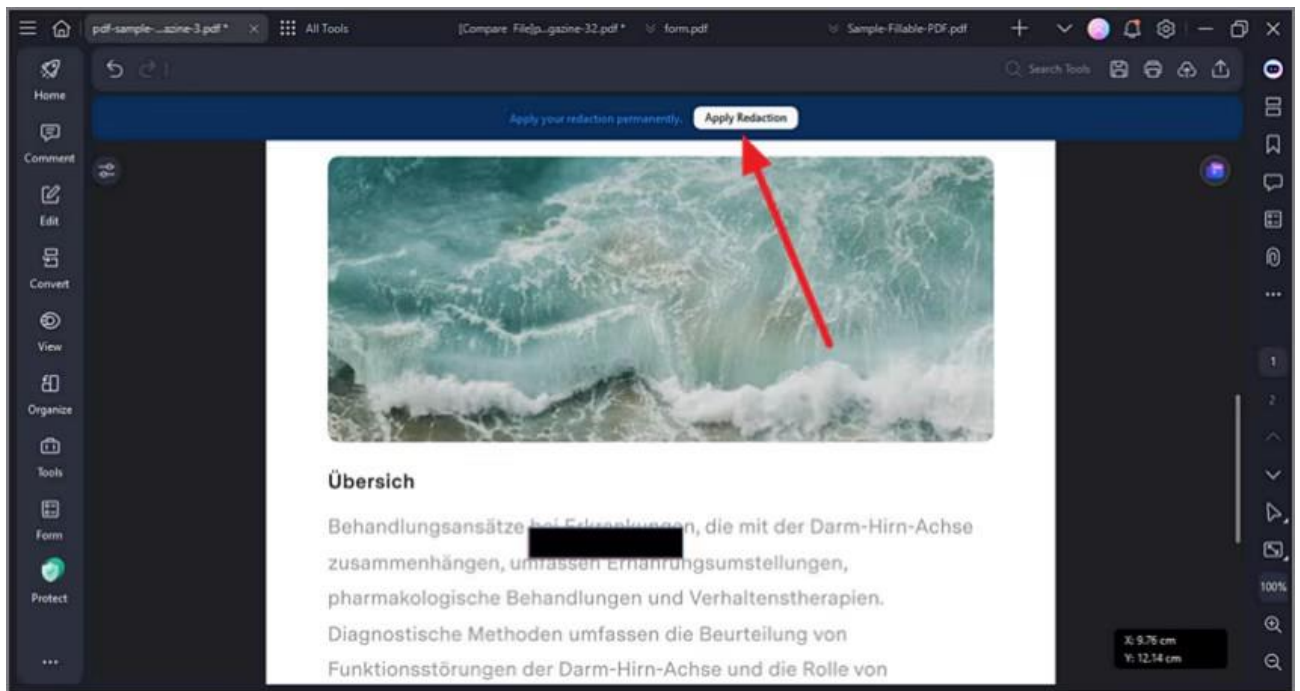 pdf-sample-...azine-3.pdf *
All Tools
[Compare File]p...gazine-32.pdf *
form.pdf
Sample-Fillable-PDF.pdf
Search Tools
Home
Comment
Edit
Convert
View
Organize
Tools
Form
Protect
Apply your redaction permanently.
Apply Redaction
Übersich
Behandlungsansätze bei Erkrankungen, die mit der Darm-Hirn-Achse
zusammenhängen, umfassen Ernährungsumstellungen,
pharmakologische Behandlungen und Verhaltenstherapien.
Diagnostische Methoden umfassen die Beurteilung von
Funktionsstörungen der Darm-Hirn-Achse und die Rolle von
1
2
100%
X: 9.76 cm
Y: 12.14 cm